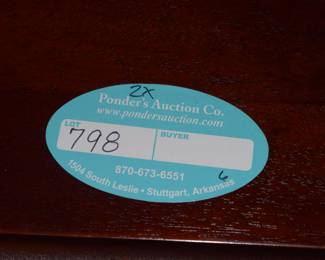 2X
Ponder's Auction Co.
www.pondersauction.com
LOT
BUYER
798
870-673-6551
1504 South Leslie • Stuttgart, Arkansas
6